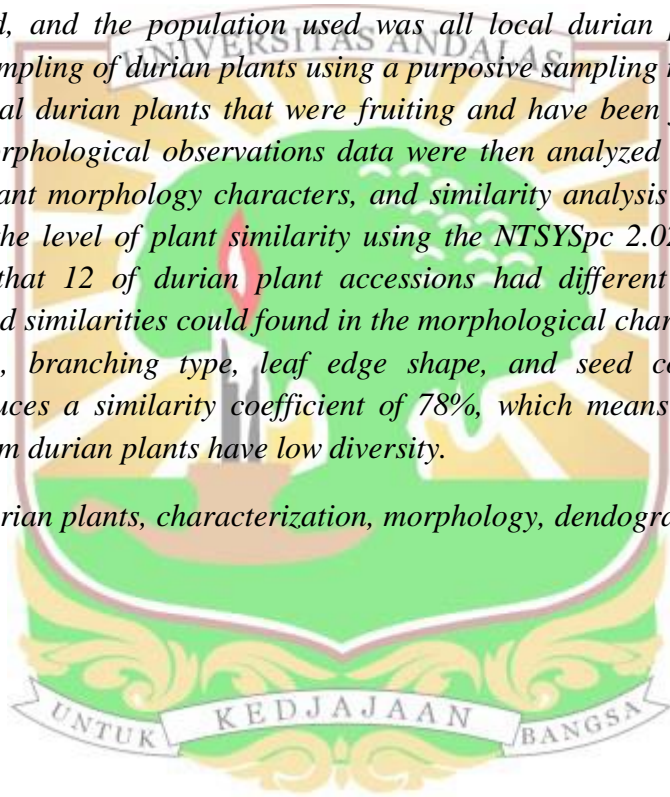 d, and the population used was all local durian p
UNIVERSITAS ANDALAS
mpling of durian plants using a purposive sampling
al durian plants that were fruiting and have been
orphological observations data were then analyzed
ant morphology characters, and similarity analysis
the level of plant similarity using the NTSYSpc 2.02
that 12 of durian plant accessions had different
d similarities could found in the morphological char
, branching type, leaf edge shape, and seed co
uces a similarity coefficient of 78%, which means
m durian plants have low diversity.
rian plants, characterization, morphology, dendogra
UNTUK KEDJAJAAN BANGSA